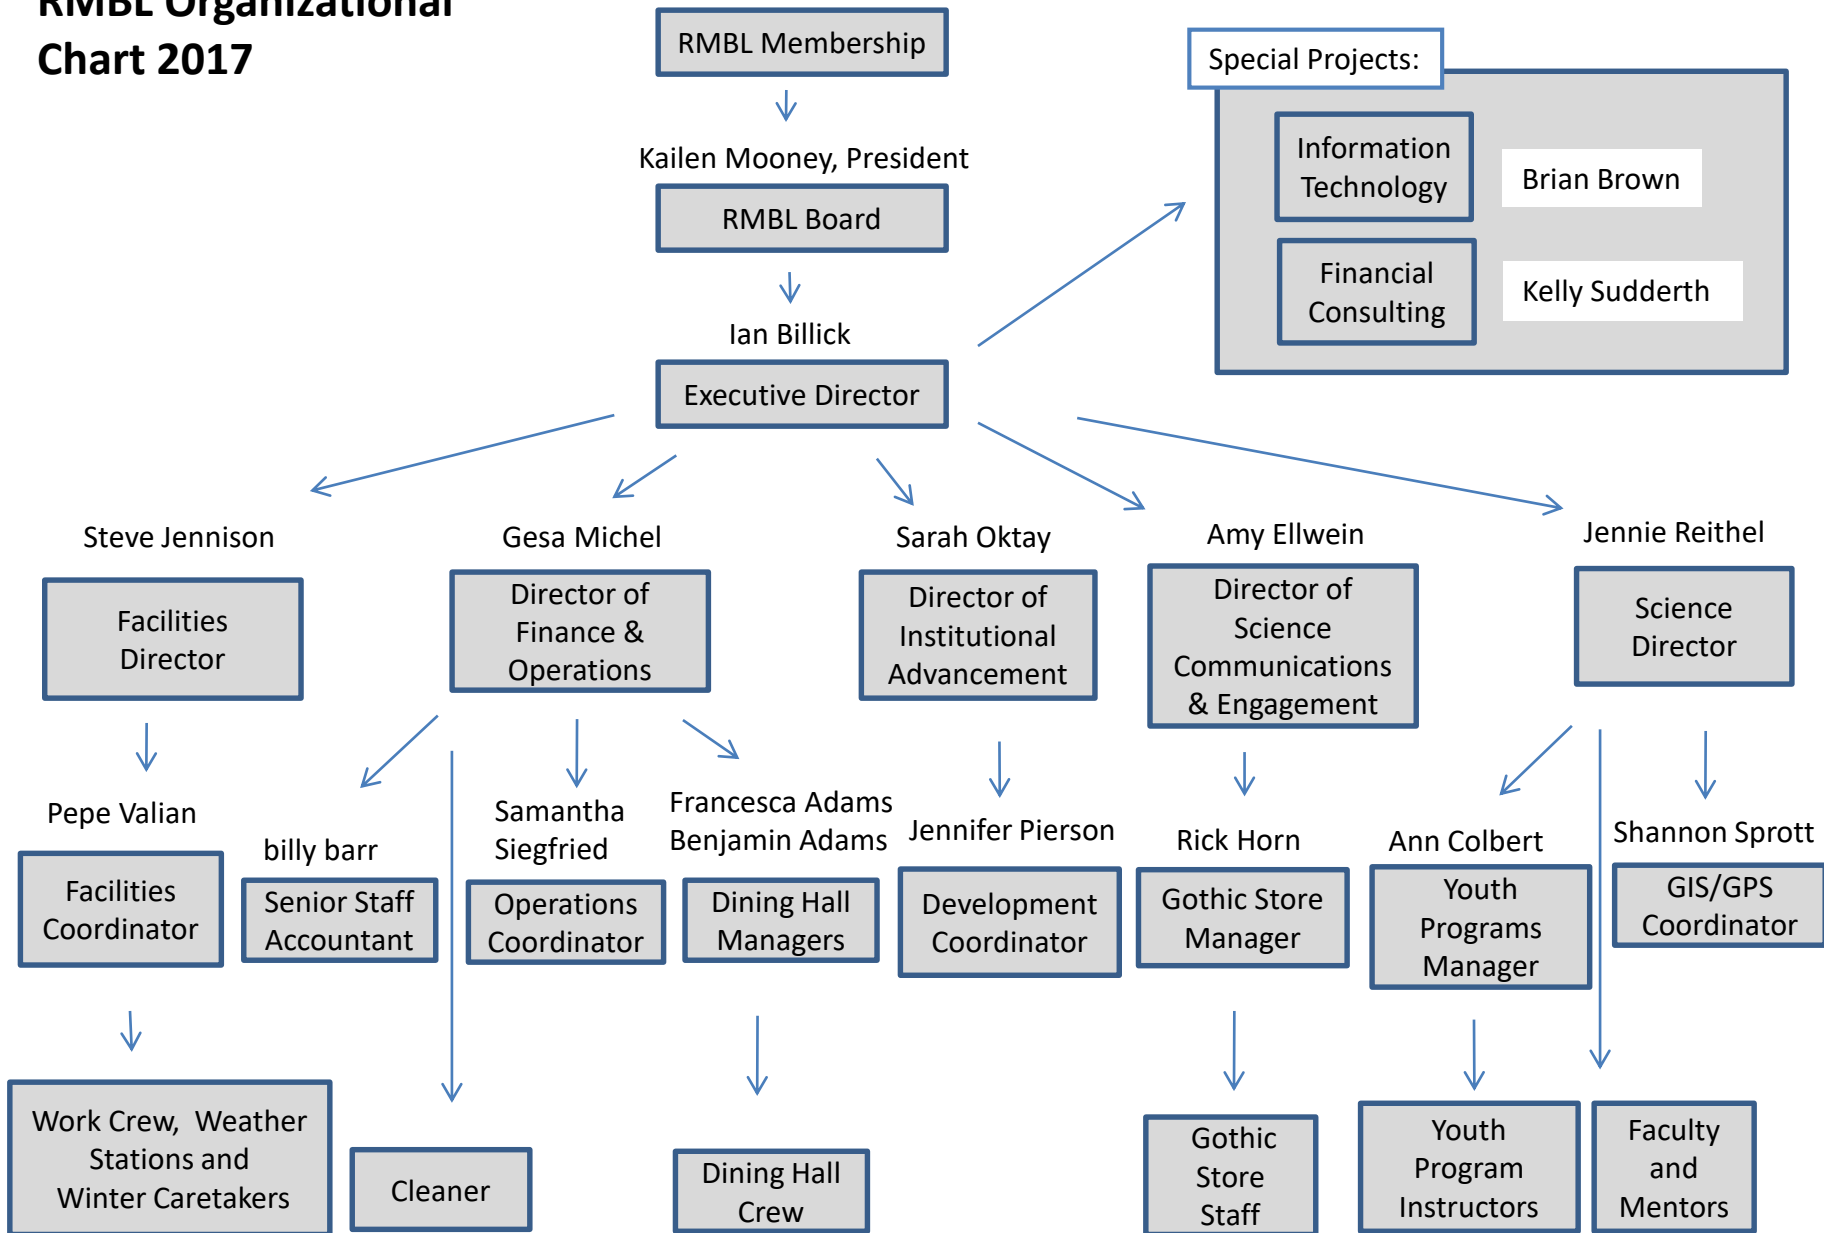 RMBL Organizational
Chart 2017
RMBL Membership
Kailen Mooney, President
RMBL Board
Ian Billick
Executive Director
Special Projects:
Information
Technology
Brian Brown
Financial
Consulting
Kelly Sudderth
Steve Jennison
Facilities
Director
Gesa Michel
Director of
Finance &
Operations
Sarah Oktay
Director of
Institutional
Advancement
Amy Ellwein
Director of
Science
Communications
& Engagement
Jennie Reithel
Science
Director
Pepe Valian
Facilities
Coordinator
billy barr
Senior Staff
Accountant
Samantha
Siegfried
Operations
Coordinator
Francesca Adams
Benjamin Adams
Dining Hall
Managers
Jennifer Pierson
Development
Coordinator
Rick Horn
Gothic Store
Manager
Ann Colbert
Youth
Programs
Manager
Shannon Sprott
GIS/GPS
Coordinator
Work Crew,  Weather
Stations and
Winter Caretakers
Cleaner
Dining Hall
Crew
Gothic
Store
Staff
Youth
Program
Instructors
Faculty
and
Mentors